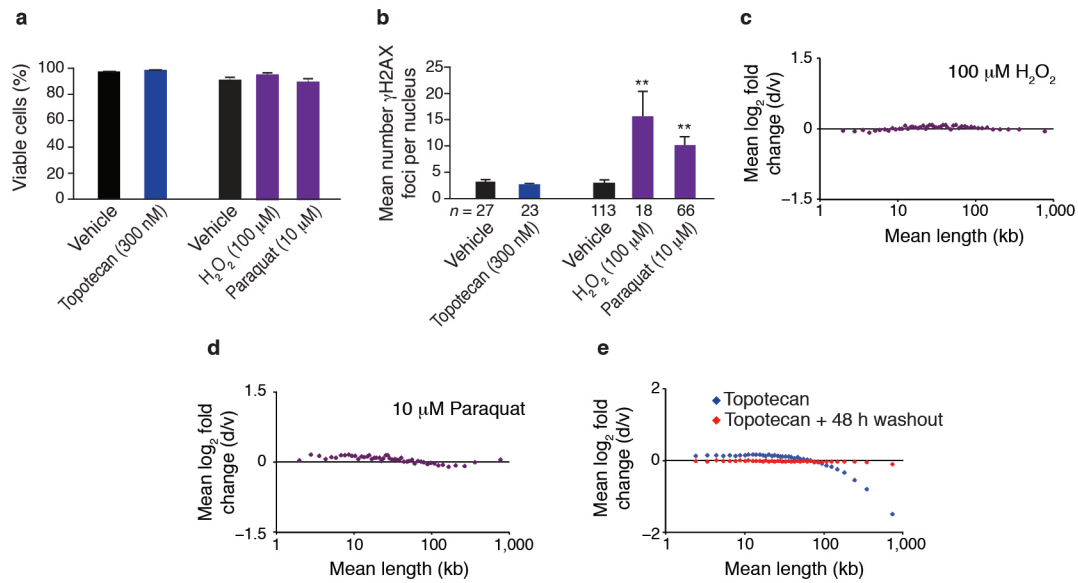 a
Viable cells (%)
100
80
60
40
20
0
Vehicle
Topotecan (300 nM)
Vehicle
H₂O₂ (100 μM)
Paraquat (10 μM)
b
Mean number γH2AX
foci per nucleus
25
20
15
10
5
0
**
**
n = 27 23 113 18 66
Vehicle
Topotecan (300 nM)
Vehicle
H₂O₂ (100 μM)
Paraquat (10 μM)
c
100 μM H₂O₂
Mean log₂ fold
change (d/v)
1.5
0
−1.5
1 10 100 1,000
Mean length (kb)
d
10 μM Paraquat
Mean log₂ fold
change (d/v)
1.5
0
−1.5
1 10 100 1,000
Mean length (kb)
e
Topotecan
Topotecan + 48 h washout
Mean log₂ fold
change (d/v)
2
0
−2
1 10 100 1,000
Mean length (kb)